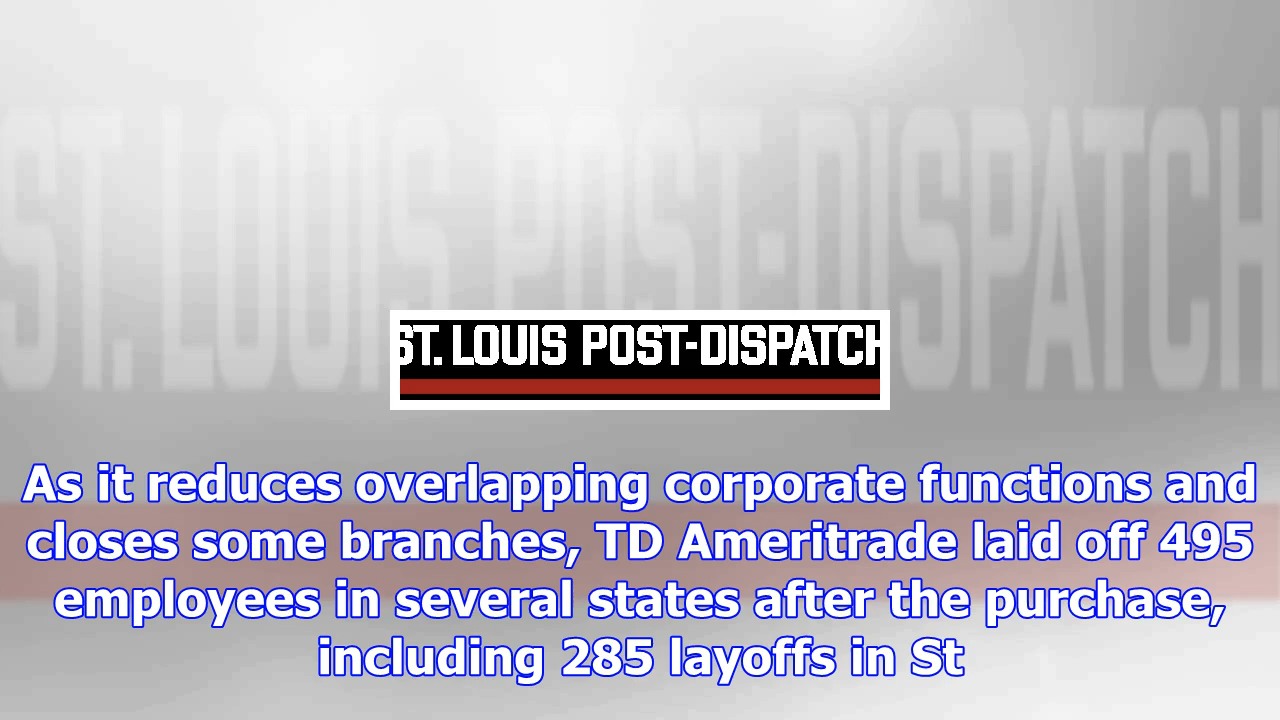 ST. LOUIS POST-DISPATCH
ST. LOUIS POST-DISPATCH
As it reduces overlapping corporate functions and
closes some branches, TD Ameritrade laid off 495
employees in several states after the purchase,
including 285 layoffs in St